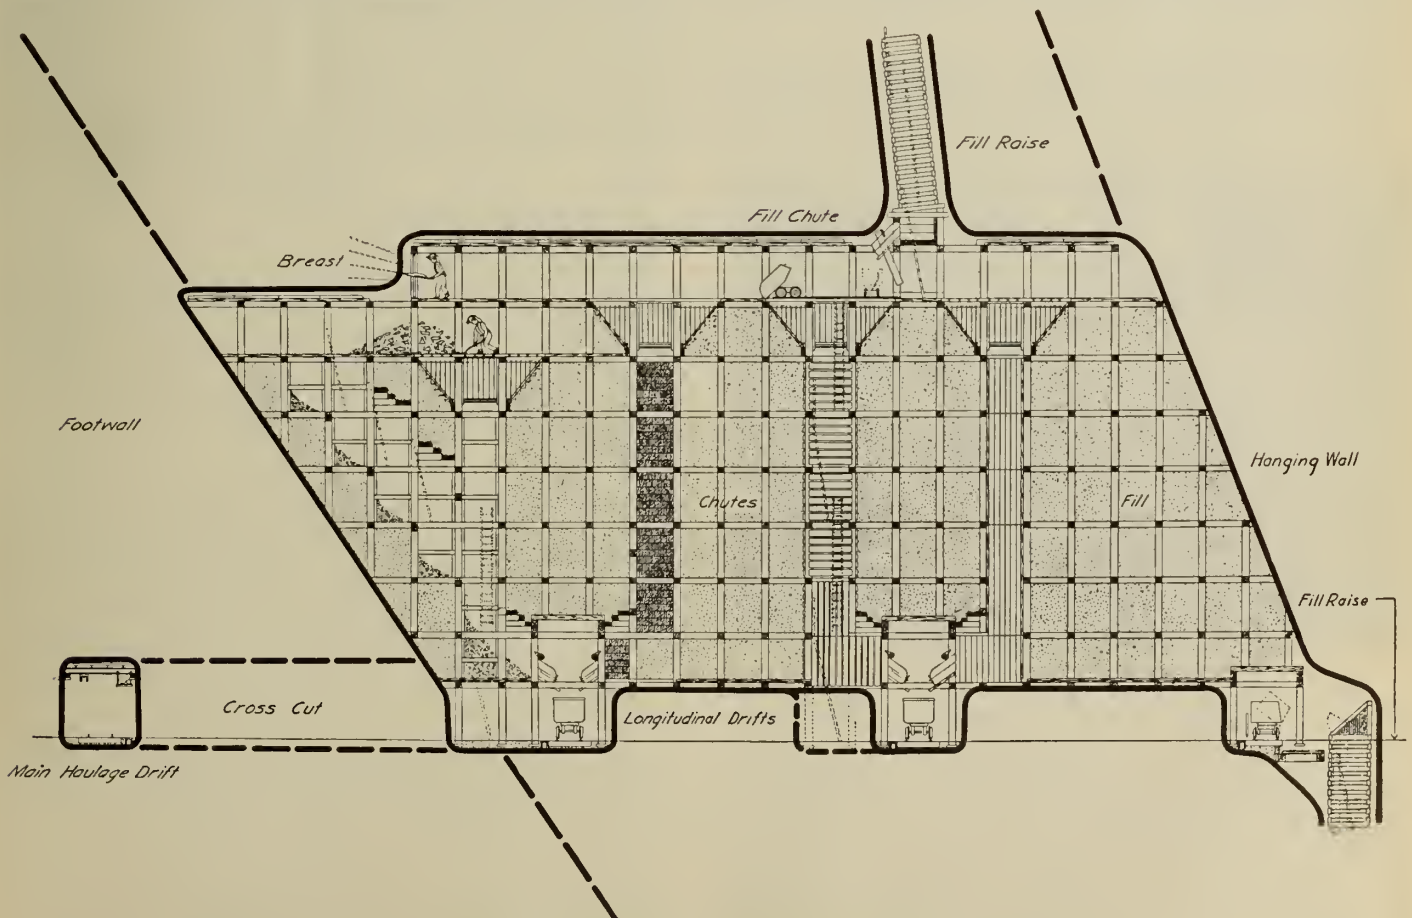 Fill Raise
Fill Chute
Breast
Footwall
Hanging Wall
Chutes
Fill
Fill Raise
Cross Cut
Longitudinal Drifts
Main Haulage Drift